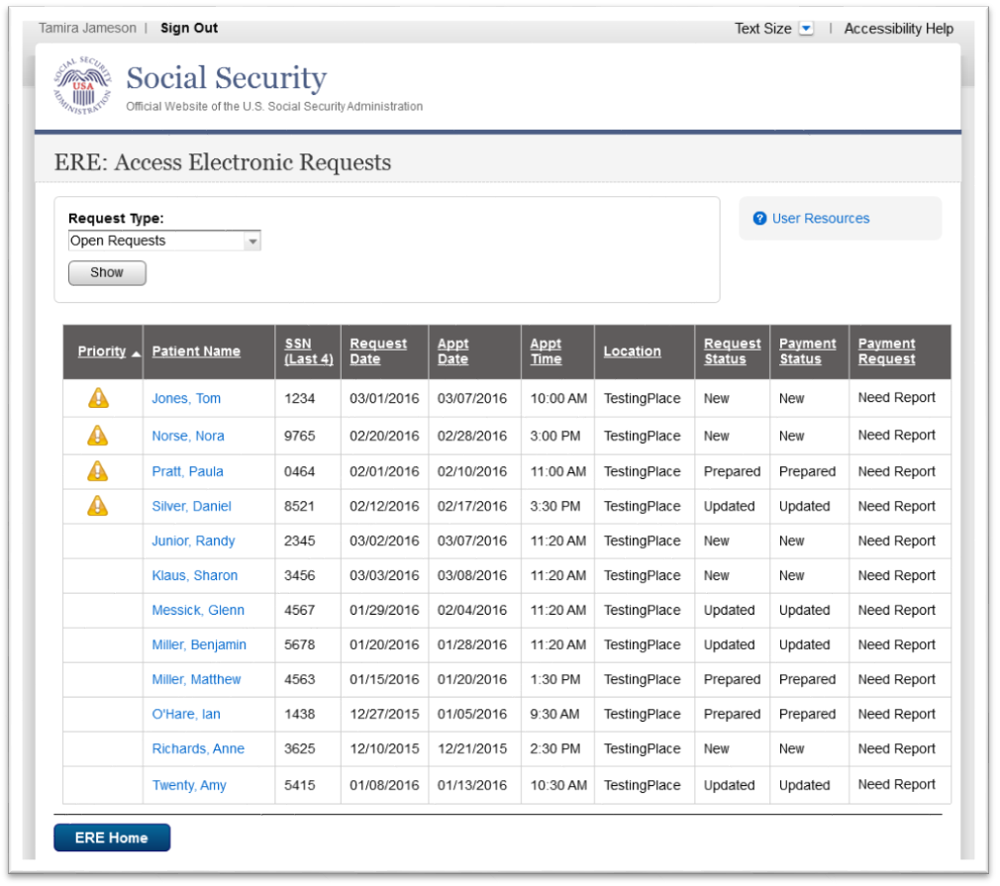 Tamira Jameson | Sign Out Text Size | Accessibility Help
SOCIAL SECURITY ADMINISTRATION
USA
Social Security
Official Website of the U.S. Social Security Administration
ERE: Access Electronic Requests
Request Type:
Open Requests
Show
? User Resources
Priority Patient Name SSN (Last 4) Request Date Appt Date Appt Time Location Request Status Payment Status Payment Request
Jones, Tom 1234 03/01/2016 03/07/2016 10:00 AM TestingPlace New New Need Report
Norse, Nora 9765 02/20/2016 02/28/2016 3:00 PM TestingPlace New New Need Report
Pratt, Paula 0464 02/01/2016 02/10/2016 11:00 AM TestingPlace Prepared Prepared Need Report
Silver, Daniel 8521 02/12/2016 02/17/2016 3:30 PM TestingPlace Updated Updated Need Report
Junior, Randy 2345 03/02/2016 03/07/2016 11:20 AM TestingPlace New New Need Report
Klaus, Sharon 3456 03/03/2016 03/08/2016 11:20 AM TestingPlace New New Need Report
Messick, Glenn 4567 01/29/2016 02/04/2016 11:20 AM TestingPlace Updated Updated Need Report
Miller, Benjamin 5678 01/20/2016 01/28/2016 11:20 AM TestingPlace Updated Updated Need Report
Miller, Matthew 4563 01/15/2016 01/20/2016 1:30 PM TestingPlace Prepared Prepared Need Report
O'Hare, Ian 1438 12/27/2015 01/05/2016 9:30 AM TestingPlace Prepared Prepared Need Report
Richards, Anne 3625 12/10/2015 12/21/2015 2:30 PM TestingPlace New New Need Report
Twenty, Amy 5415 01/08/2016 01/13/2016 10:30 AM TestingPlace Updated Updated Need Report
ERE Home